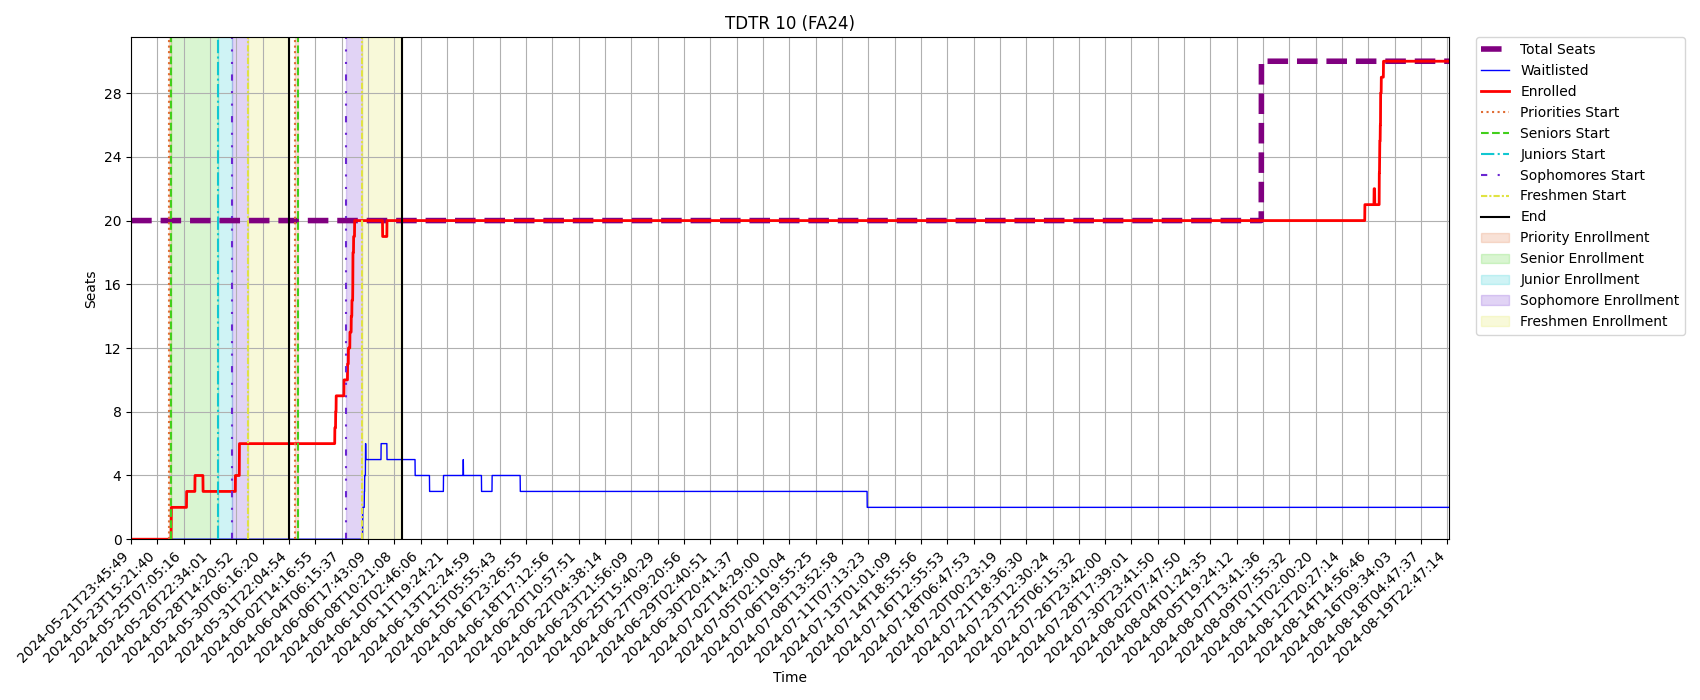 TDTR 10 (FA24)
Total Seats
Waitlisted
Enrolled
Priorities Start
Seniors Start
Juniors Start
Sophomores Start
Freshmen Start
End
Priority Enrollment
Senior Enrollment
Junior Enrollment
Sophomore Enrollment
Freshmen Enrollment
Seats
28
24
20
16
12
8
4
0
2024-05-21T23:45:49
2024-05-23T15:21:40
2024-05-25T07:05:16
2024-05-26T22:34:01
2024-05-28T14:20:52
2024-05-30T06:16:20
2024-05-31T22:04:54
2024-06-02T14:16:55
2024-06-04T06:15:37
2024-06-06T17:43:09
2024-06-08T10:21:08
2024-06-10T02:46:06
2024-06-11T19:24:21
2024-06-13T12:24:59
2024-06-15T05:55:43
2024-06-16T23:26:55
2024-06-18T17:12:56
2024-06-20T10:57:51
2024-06-22T04:38:14
2024-06-23T21:56:09
2024-06-25T15:40:29
2024-06-27T09:20:56
2024-06-29T02:40:51
2024-06-30T20:41:37
2024-07-02T14:29:00
2024-07-05T02:10:04
2024-07-06T19:55:25
2024-07-08T13:52:58
2024-07-11T07:13:23
2024-07-13T01:01:09
2024-07-14T18:55:56
2024-07-16T12:55:53
2024-07-18T06:47:53
2024-07-20T00:23:19
2024-07-21T18:36:30
2024-07-23T12:30:24
2024-07-25T06:15:32
2024-07-26T23:42:00
2024-07-28T17:39:01
2024-07-30T23:41:50
2024-08-02T07:47:50
2024-08-04T01:24:35
2024-08-05T19:24:12
2024-08-07T13:41:36
2024-08-09T07:55:32
2024-08-11T02:00:20
2024-08-12T20:27:14
2024-08-14T14:56:46
2024-08-16T09:34:03
2024-08-18T04:47:37
2024-08-19T22:47:14
Time